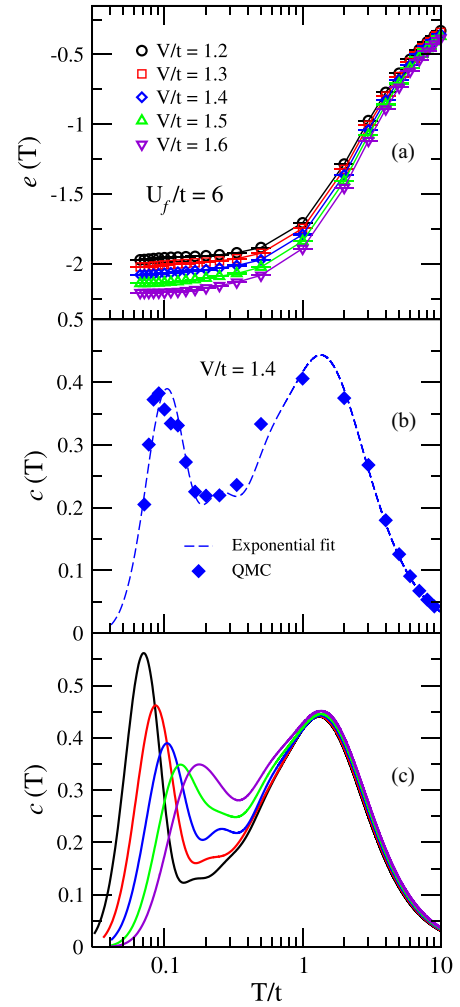 -0.5
V/t = 1.2
V/t = 1.3
V/t = 1.4
V/t = 1.5
V/t = 1.6
-1
e (T)
(a)
-1.5
U_f/t = 6
-2
0.5
V/t = 1.4
0.4
(b)
0.3
c (T)
0.2
Exponential fit
0.1
QMC
0
0.5
0.4
(c)
0.3
c (T)
0.2
0.1
0
0.1
1
10
T/t